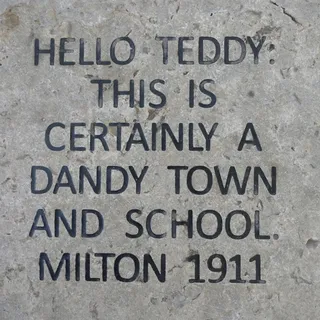 HELLO TEDDY:
THIS IS
CERTAINLY A
DANDY TOWN
AND SCHOOL.
MILTON 1911